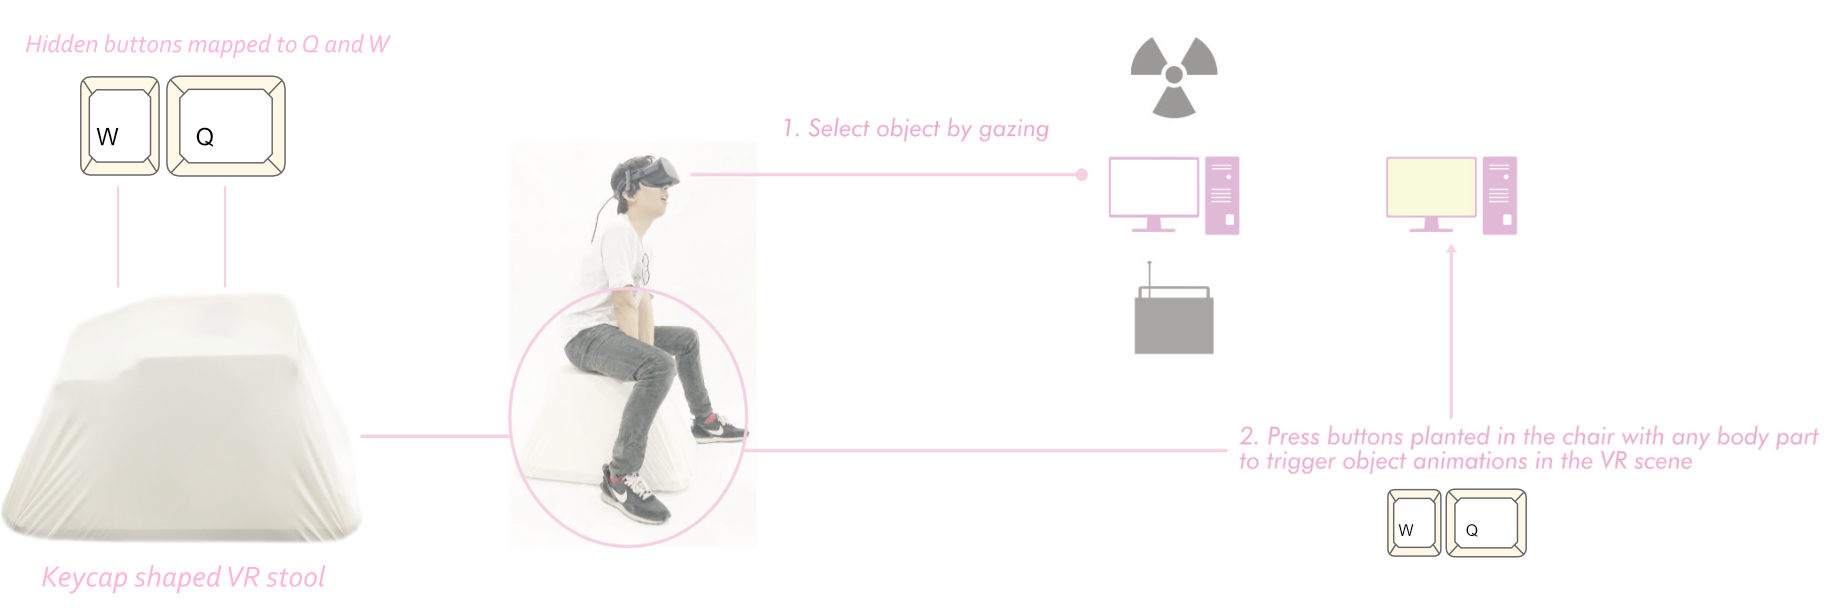 Hidden buttons mapped to Q and W
W
Q
1. Select object by gazing
2. Press buttons planted in the chair with any body part
to trigger object animations in the VR scene
W
Q
Keycap shaped VR stool